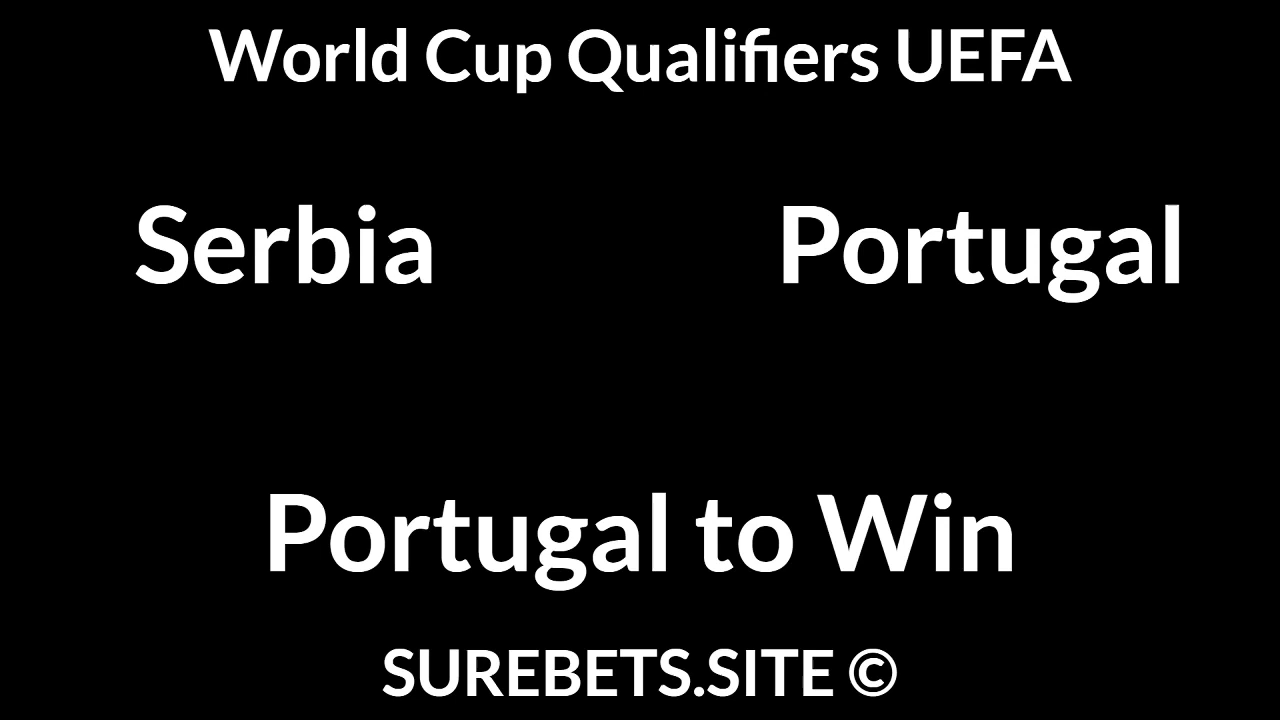 World Cup Qualifiers UEFA
Serbia Portugal
Portugal to Win
SUREBETS.SITE ©